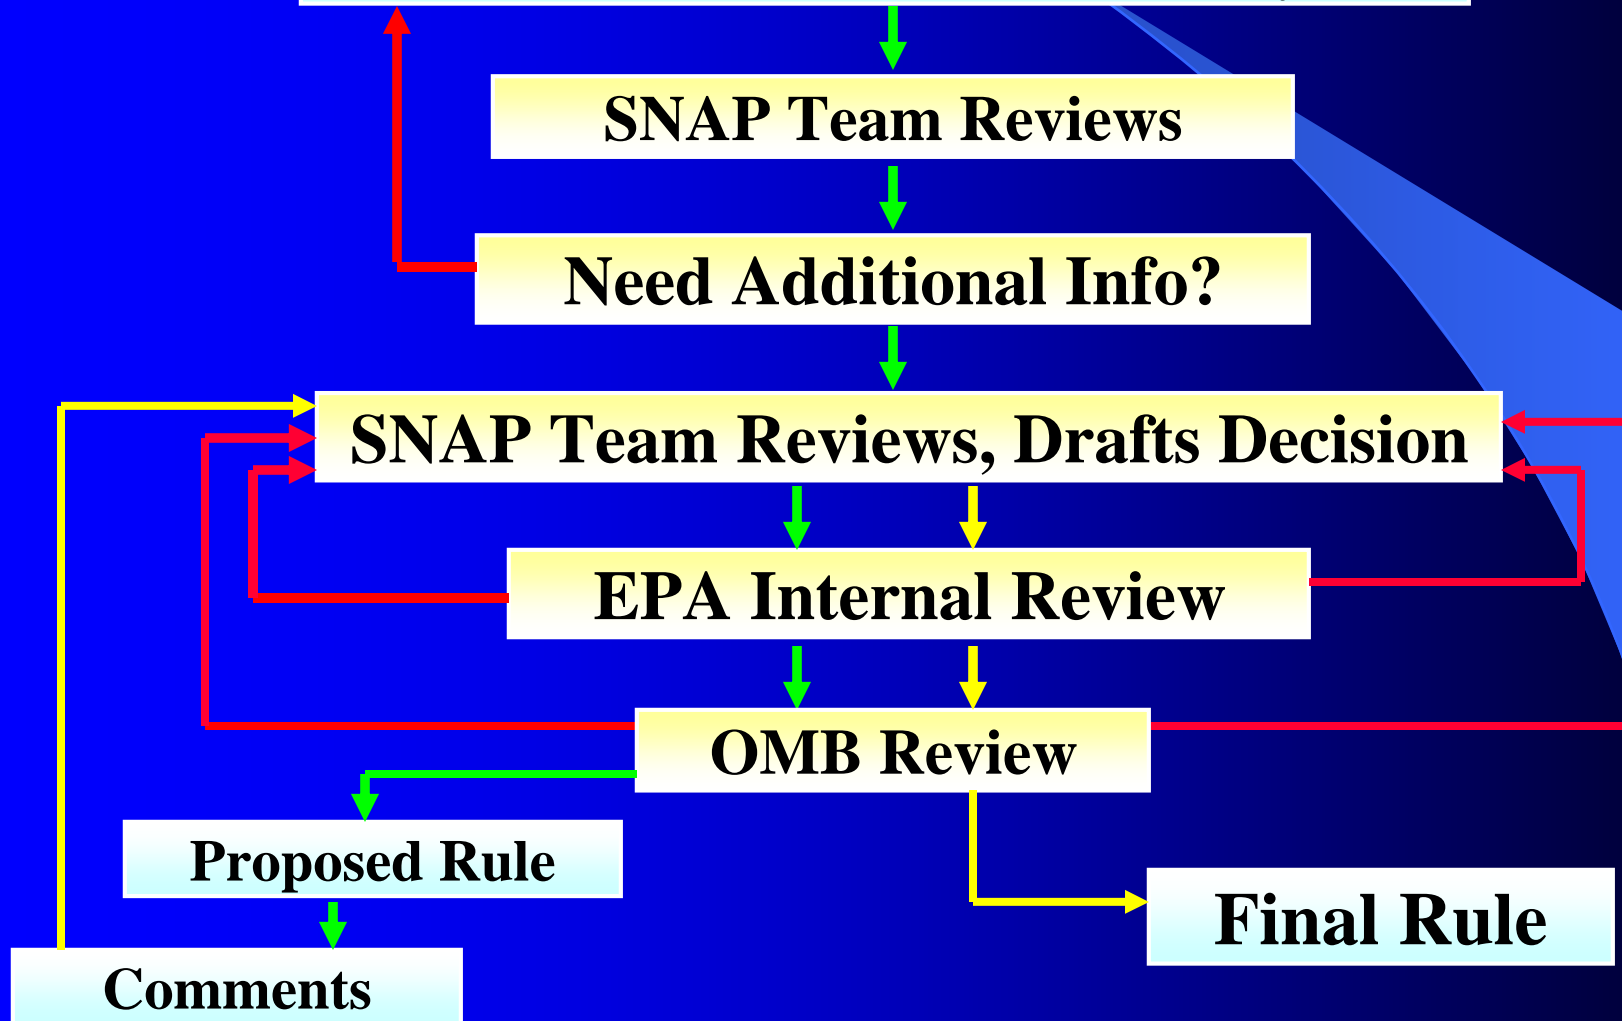 SNAP Team Reviews
Need Additional Info?
SNAP Team Reviews, Drafts Decision
EPA Internal Review
OMB Review
Proposed Rule
Final Rule
Comments